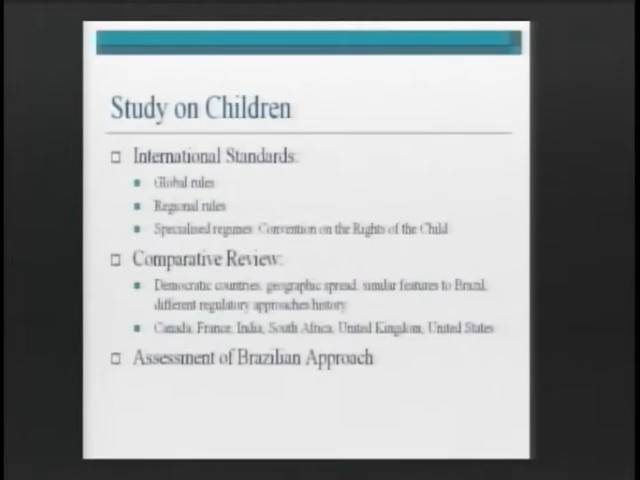 Study on Children
International Standards:
Global rules
Regional rules
Specialised regimes: Convention on the Rights of the Child
Comparative Review:
Democratic countries, geographic spread, similar features to Brazil,
different regulatory approaches history
Canada, France, India, South Africa, United Kingdom, United States
Assessment of Brazilian Approach